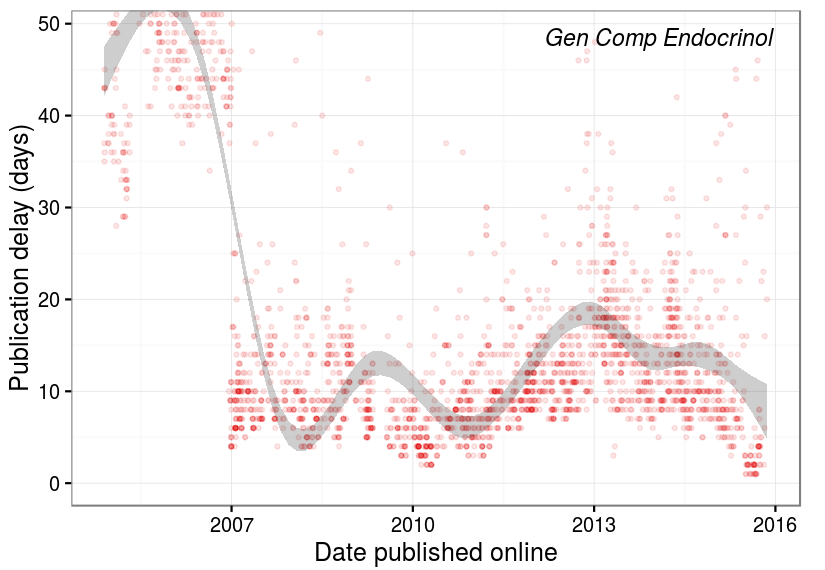 Gen Comp Endocrinol
50
40
30
20
10
0
Publication delay (days)
2007 2010 2013 2016
Date published online